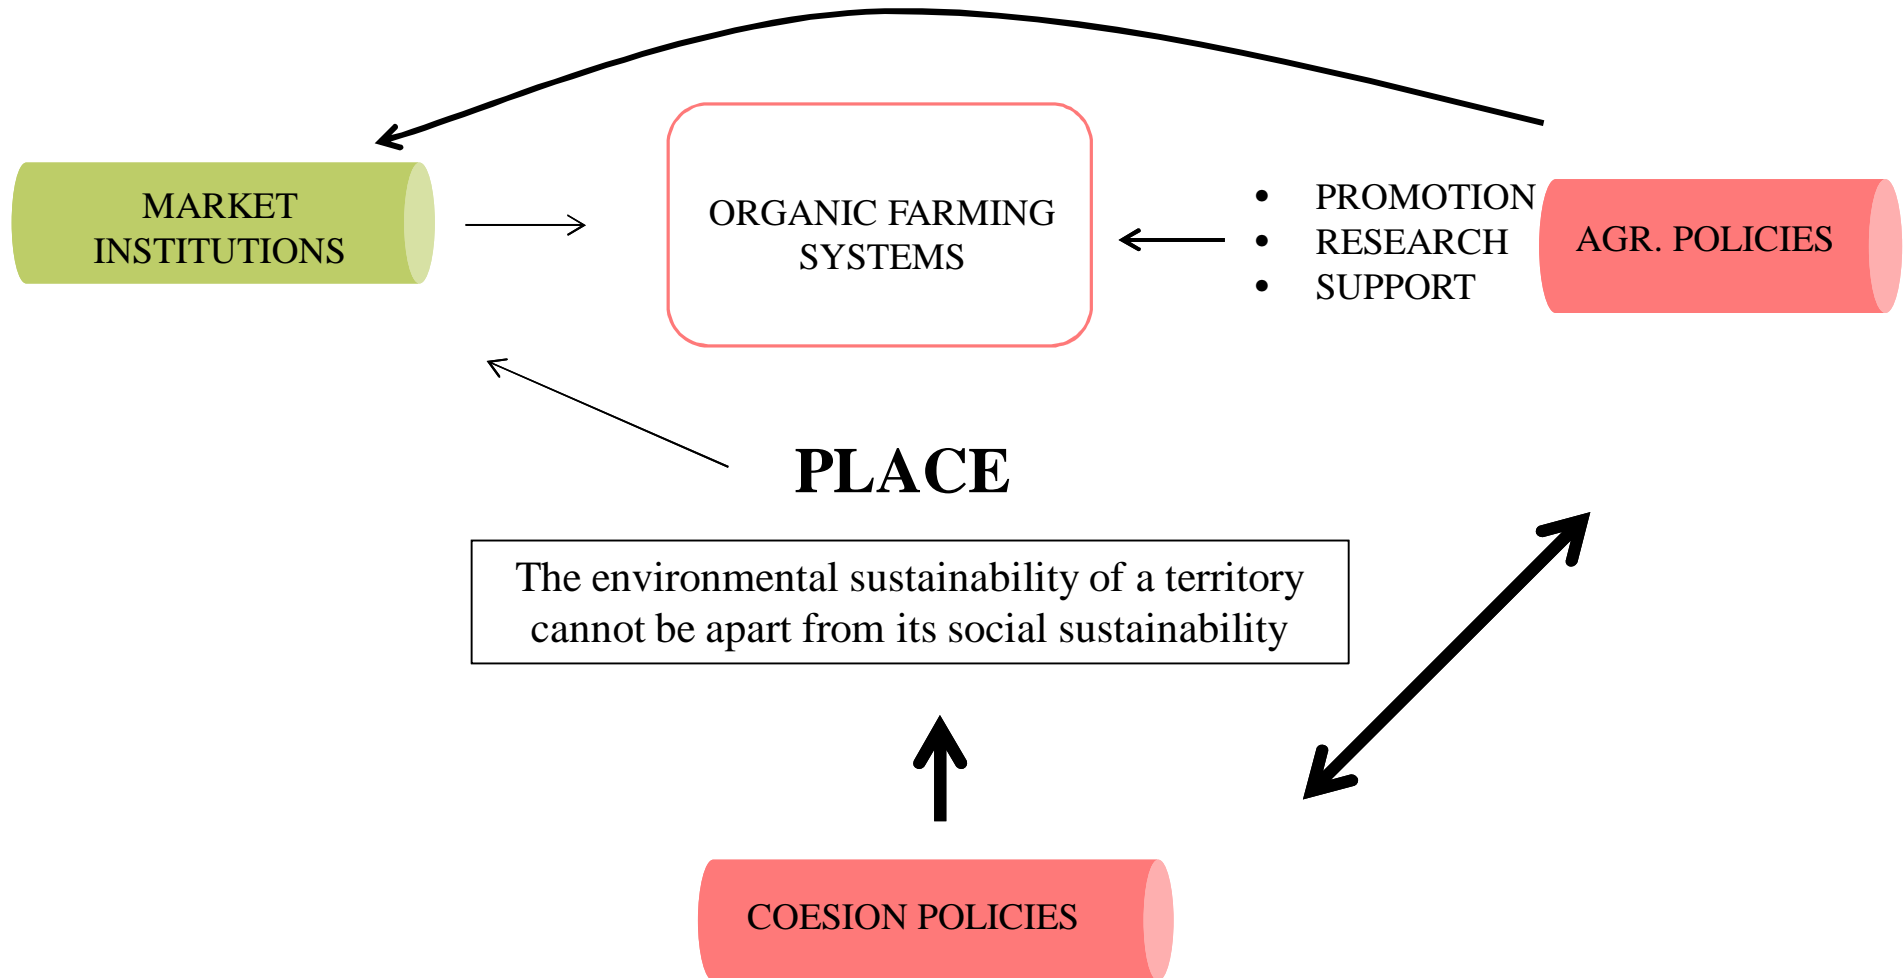 MARKET
INSTITUTIONS
ORGANIC FARMING
SYSTEMS
• PROMOTION
• RESEARCH
• SUPPORT
AGR. POLICIES
PLACE
The environmental sustainability of a territory
cannot be apart from its social sustainability
COESION POLICIES